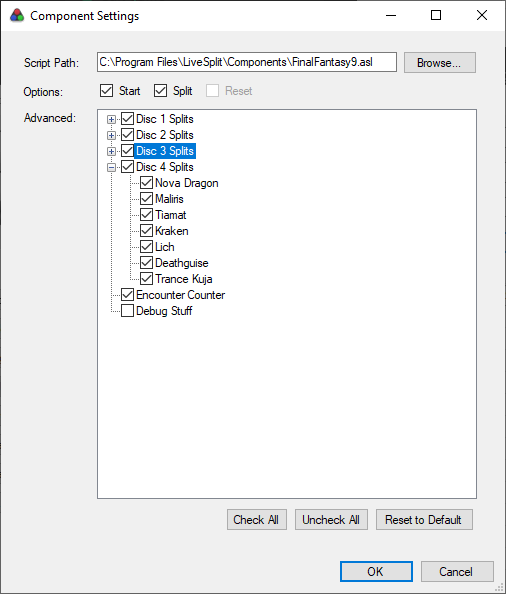 Component Settings
Script Path: C:\Program Files\LiveSplit\Components\FinalFantasy9.asl Browse...
Options: Start Split Reset
Advanced: Disc 1 Splits
Disc 2 Splits
Disc 3 Splits
Disc 4 Splits
Nova Dragon
Maliris
Tiamat
Kraken
Lich
Deathguise
Trance Kuja
Encounter Counter
Debug Stuff
Check All Uncheck All Reset to Default
OK Cancel